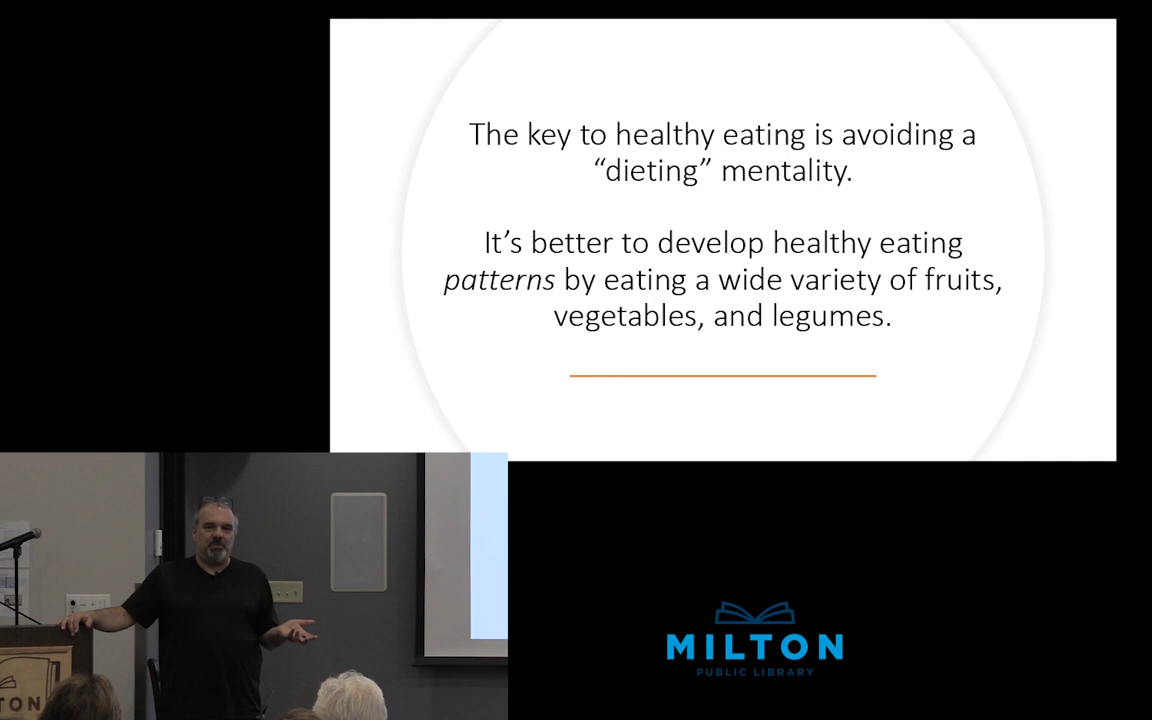 The key to healthy eating is avoiding a
“dieting” mentality.
It’s better to develop healthy eating
patterns by eating a wide variety of fruits,
vegetables, and legumes.
MILTON
PUBLIC LIBRARY
TON